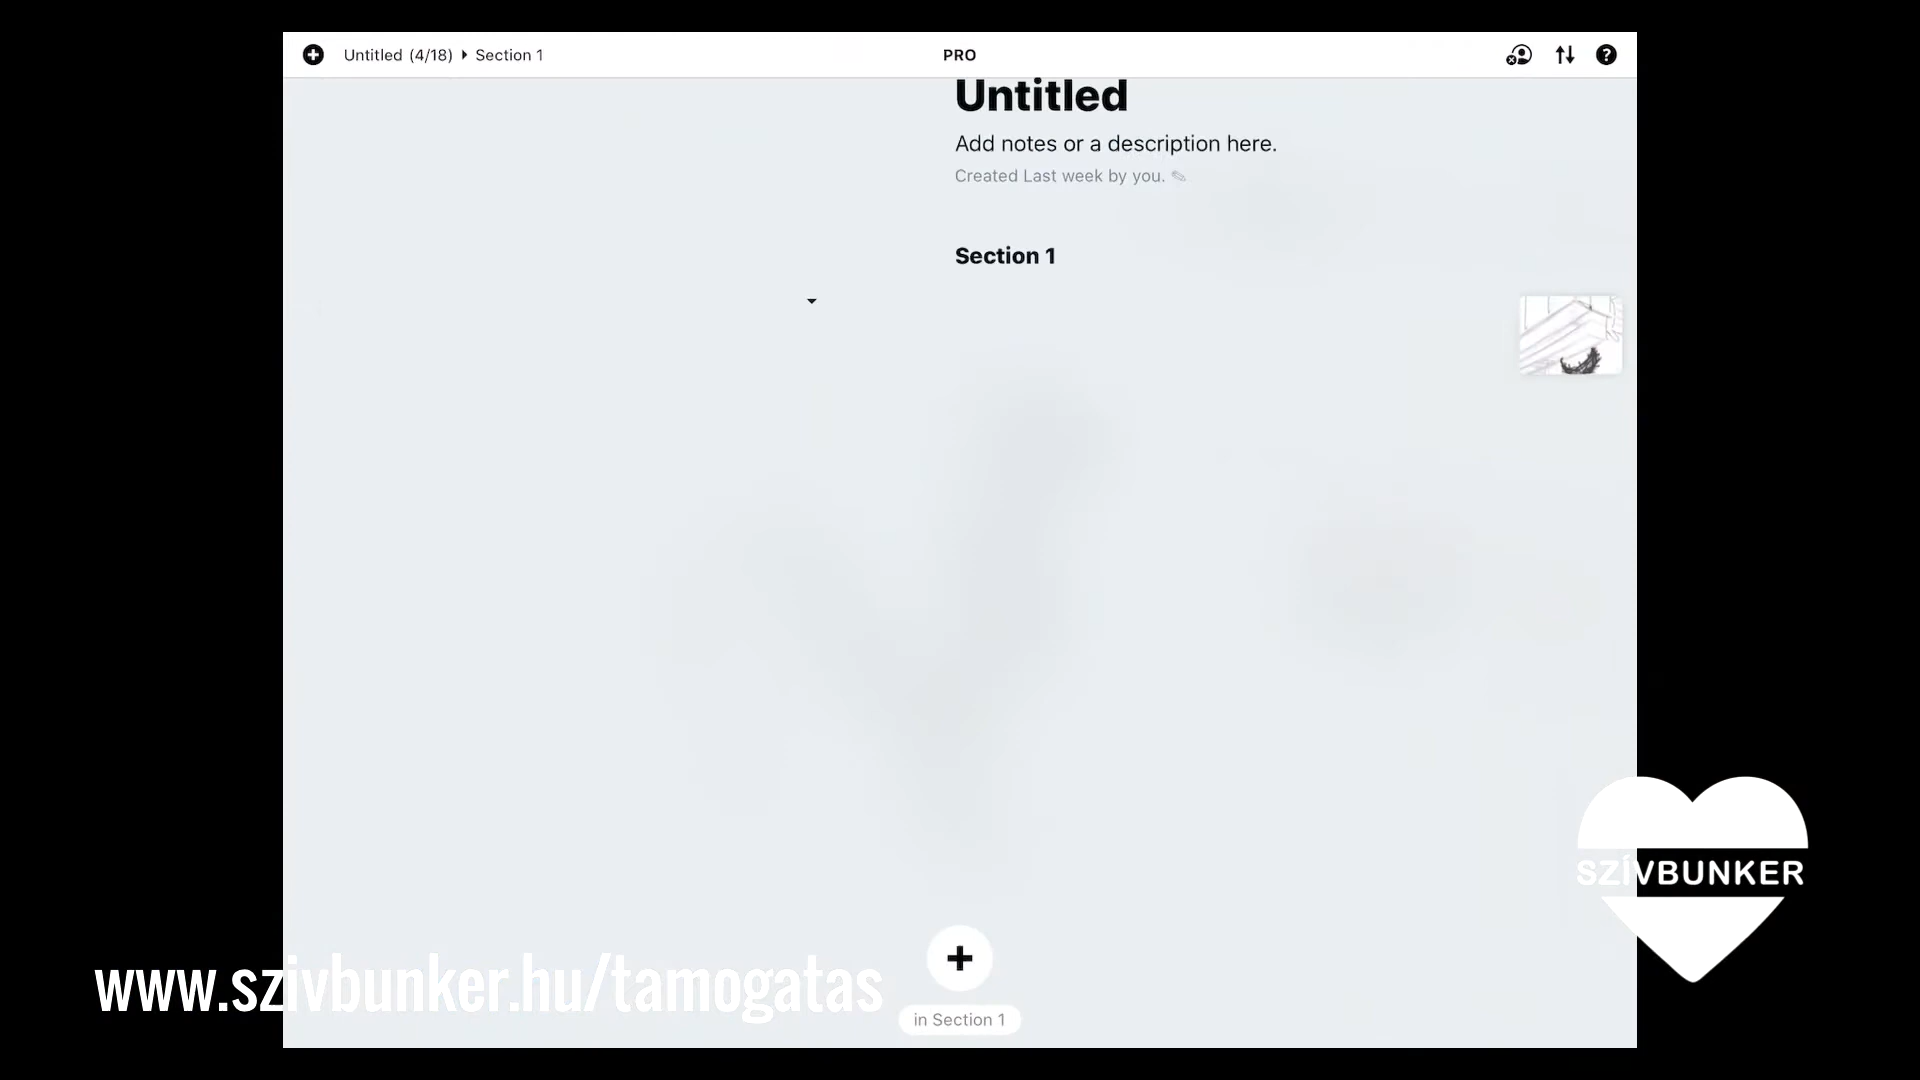 Untitled (4/18) Section 1
PRO
Untitled
Add notes or a description here.
Created Last week by you.
Section 1
SZÍVBUNKER
www.szivbunker.hu/tamogatas
in Section 1